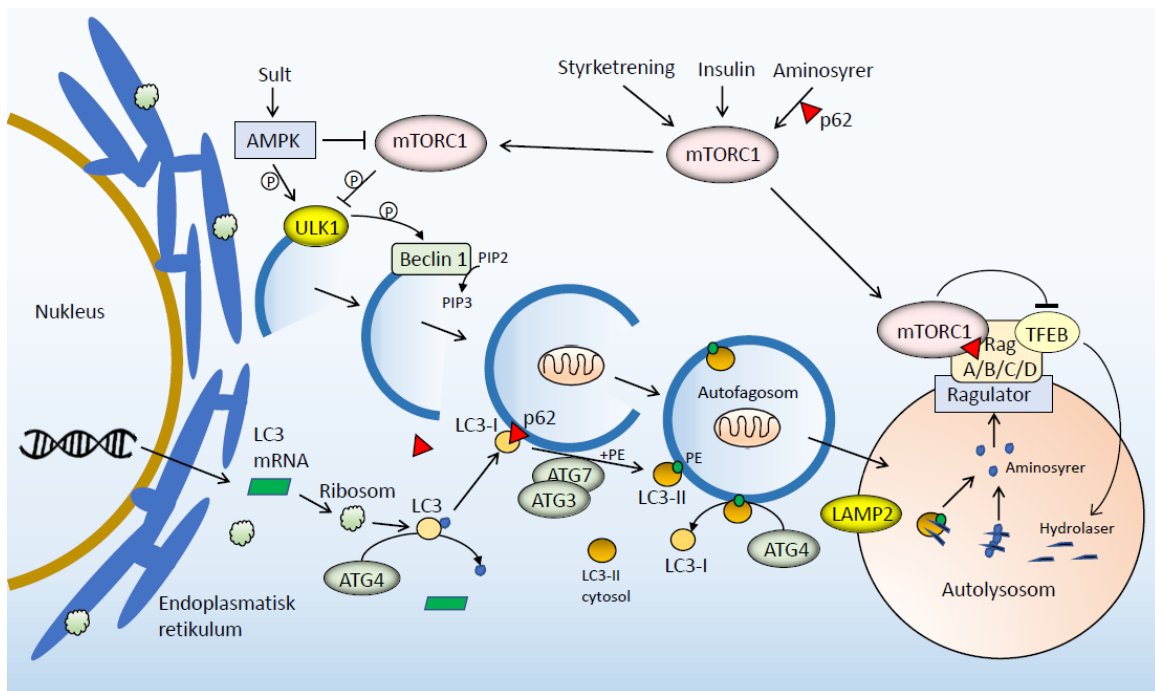 Sult
AMPK
mTORC1
P
P
ULK1
P
Beclin 1
PIP2
PIP3
Styrketrening
Insulin
Aminosyrer
p62
mTORC1
Nukleus
LC3
mRNA
Ribosom
LC3
ATG4
Endoplasmatisk
retikulum
LC3-I
p62
+PE
ATG7
ATG3
Autofagosom
PE
LC3-II
LC3-II
cytosol
LC3-I
ATG4
mTORC1
Rag
A/B/C/D
TFEB
Ragulator
Aminosyrer
LAMP2
Hydrolaser
Autolysosom